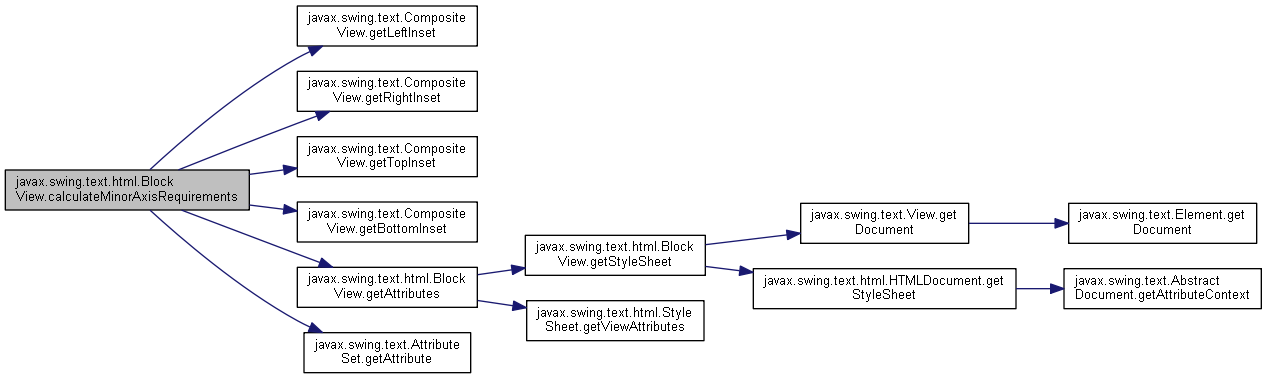 javax.swing.text.Composite
View.getLeftInset
javax.swing.text.Composite
View.getRightInset
javax.swing.text.Composite
View.getTopInset
javax.swing.text.html.Block
View.calculateMinorAxisRequirements
javax.swing.text.Composite
View.getBottomInset
javax.swing.text.html.Block
View.getAttributes
javax.swing.text.Attribute
Set.getAttribute
javax.swing.text.html.Block
View.getStyleSheet
javax.swing.text.html.Style
Sheet.getViewAttributes
javax.swing.text.View.get
Document
javax.swing.text.html.HTMLDocument.get
StyleSheet
javax.swing.text.Element.get
Document
javax.swing.text.Abstract
Document.getAttributeContext